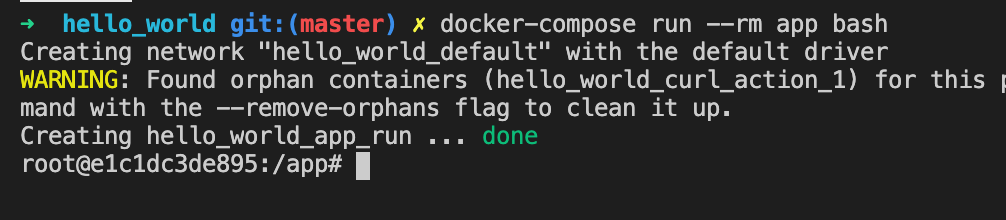 ➜ hello_world git:(master) ✗ docker-compose run --rm app bash
Creating network "hello_world_default" with the default driver
WARNING: Found orphan containers (hello_world_curl_action_1) for this
mand with the --remove-orphans flag to clean it up.
Creating hello_world_app_run ... done
root@e1c1dc3de895:/app#